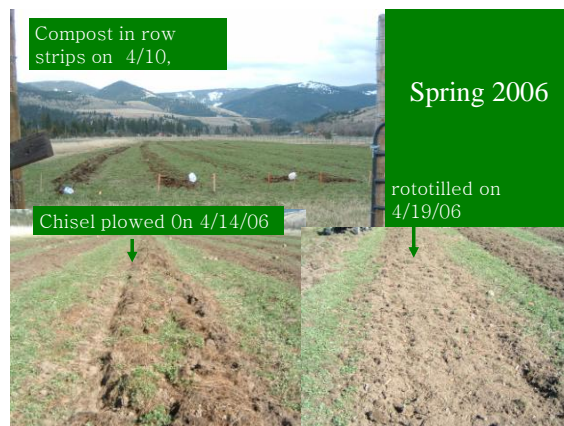 Compost in row
strips on 4/10,
Spring 2006
rototilled on
4/19/06
Chisel plowed 0n 4/14/06